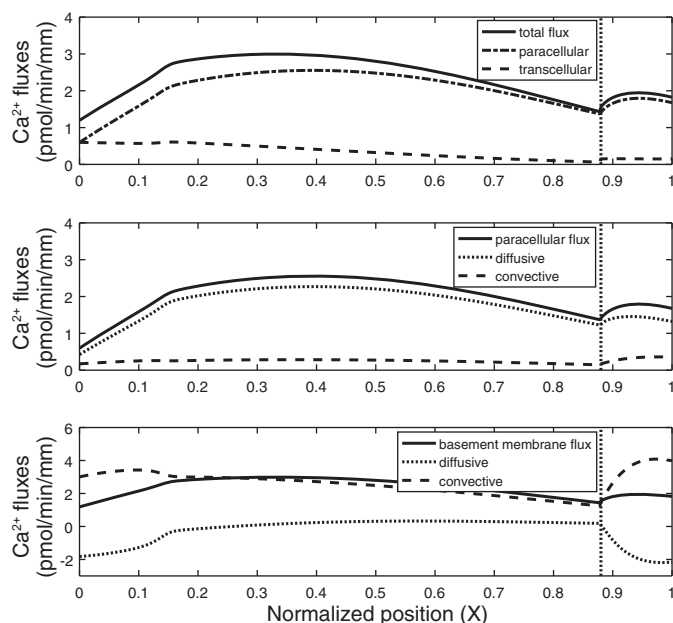 Ca²⁺ fluxes
(pmol/min/mm)
4
3
2
1
0
total flux
paracellular
transcellular
0 0.1 0.2 0.3 0.4 0.5 0.6 0.7 0.8 0.9 1
Ca²⁺ fluxes
(pmol/min/mm)
4
3
2
1
0
paracellular flux
diffusive
convective
0 0.1 0.2 0.3 0.4 0.5 0.6 0.7 0.8 0.9 1
Ca²⁺ fluxes
(pmol/min/mm)
6
4
2
0
-2
basement membrane flux
diffusive
convective
0 0.1 0.2 0.3 0.4 0.5 0.6 0.7 0.8 0.9 1
Normalized position (X)